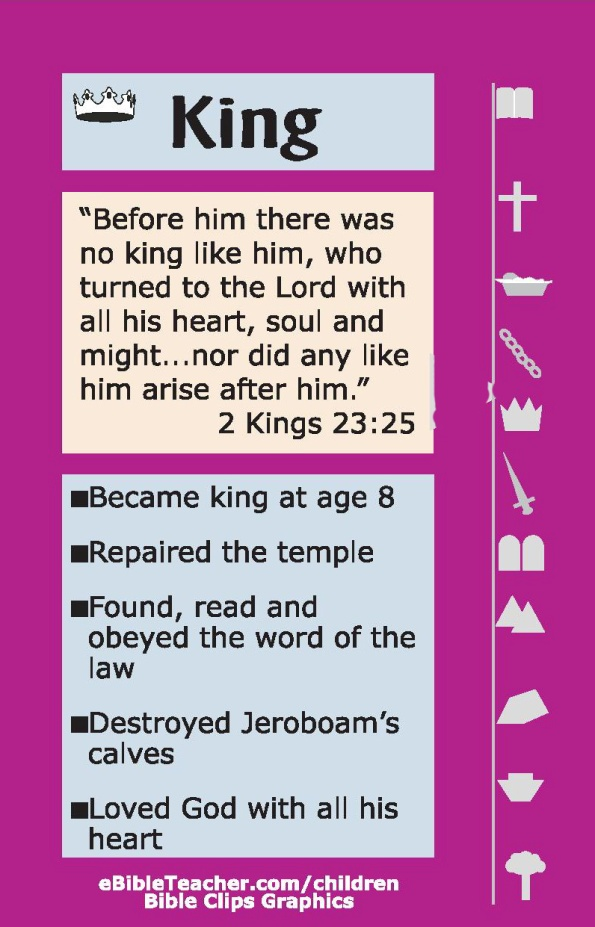 King
“Before him there was
no king like him, who
turned to the Lord with
all his heart, soul and
might...nor did any like
him arise after him.”
2 Kings 23:25
■Became king at age 8
■Repaired the temple
■Found, read and
obeyed the word of the
law
■Destroyed Jeroboam’s
calves
■Loved God with all his
heart
eBibleTeacher.com/children
Bible Clips Graphics